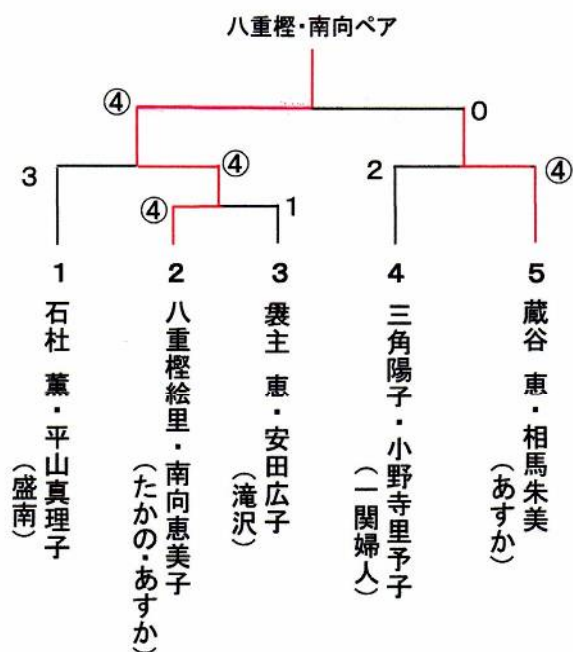 八重樫・南向ペア
④
0
3
④
2
④
④
1
1
2
3
4
5
石杜 薫・平山真理子
(盛南)
八重樫絵里・南向恵美子
(たかの・あすか)
裊主 恵・安田広子
(滝沢)
三角陽子・小野寺里予子
(一関婦人)
蔵谷 恵・相馬朱美
(あすか)